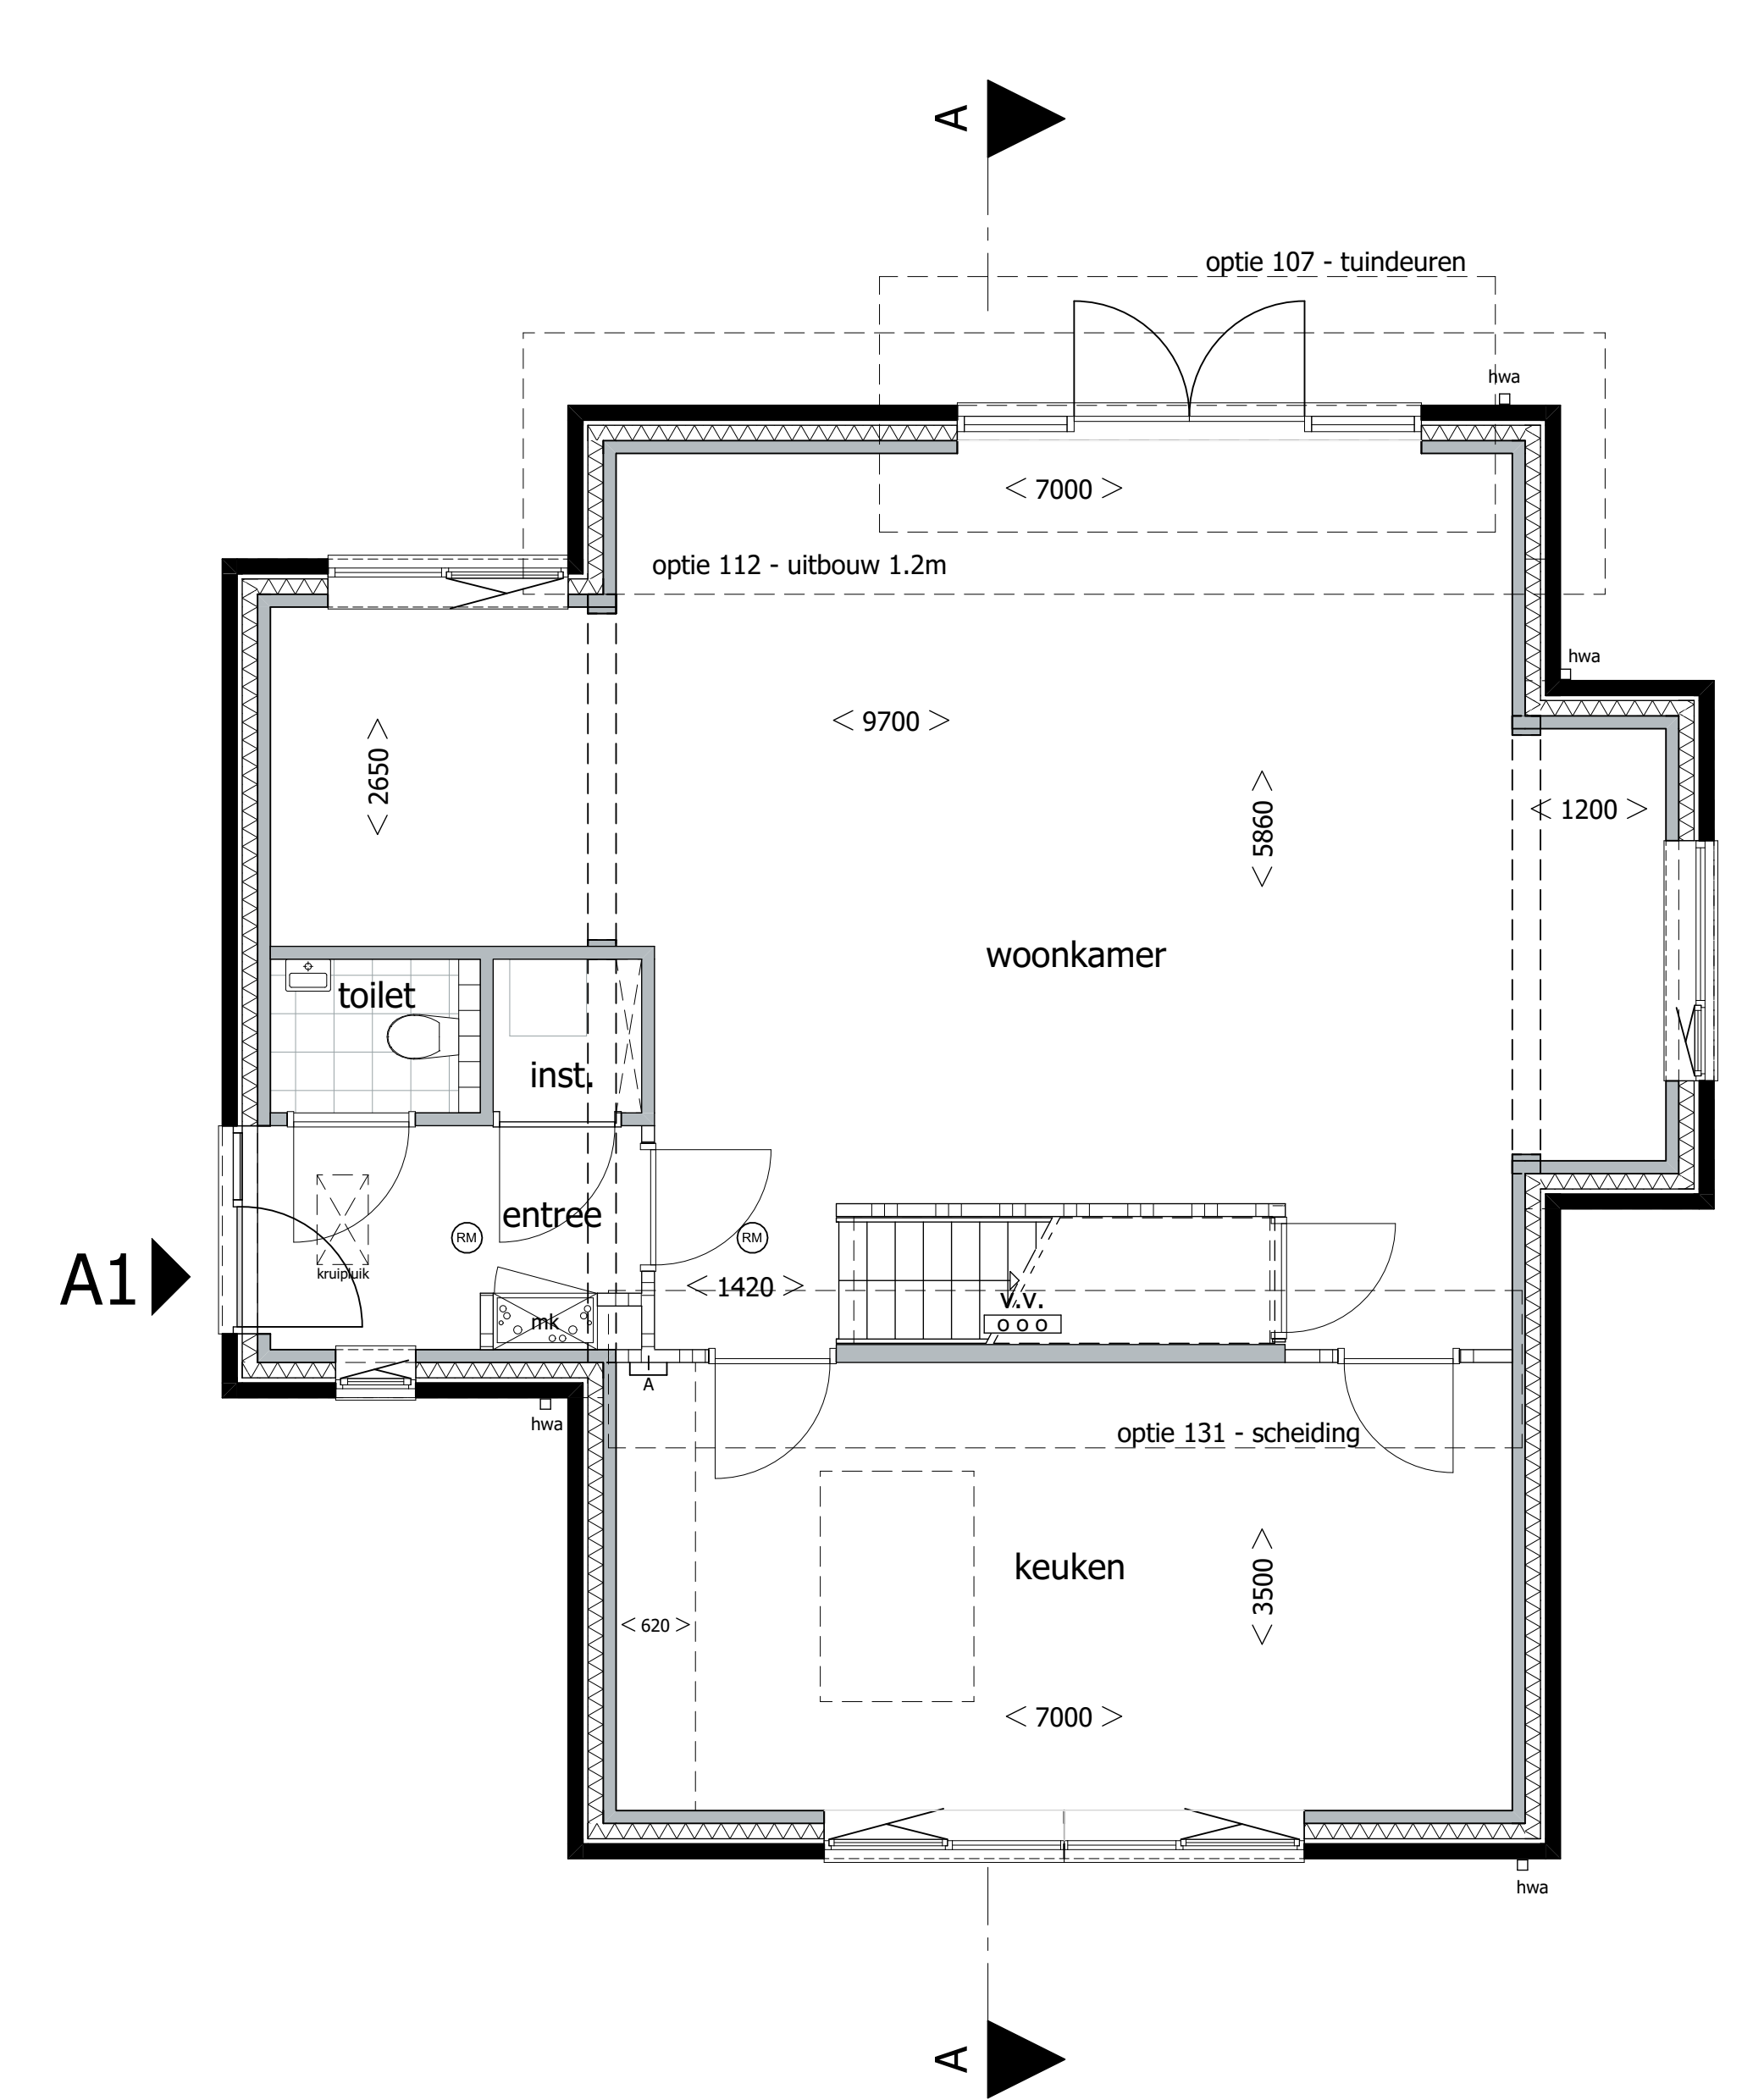 A
optie 107 - tuindeuren
hwa
< 7000 >
optie 112 - uitbouw 1.2m
hwa
< 9700 >
< 2650 >
< 5860 >
< 1200 >
woonkamer
toilet
inst.
entree
RM
RM
kruipluik
A1
< 1420 >
v.v.
mk
A
hwa
optie 131 - scheiding
keuken
< 3500 >
< 620 >
< 7000 >
hwa
A